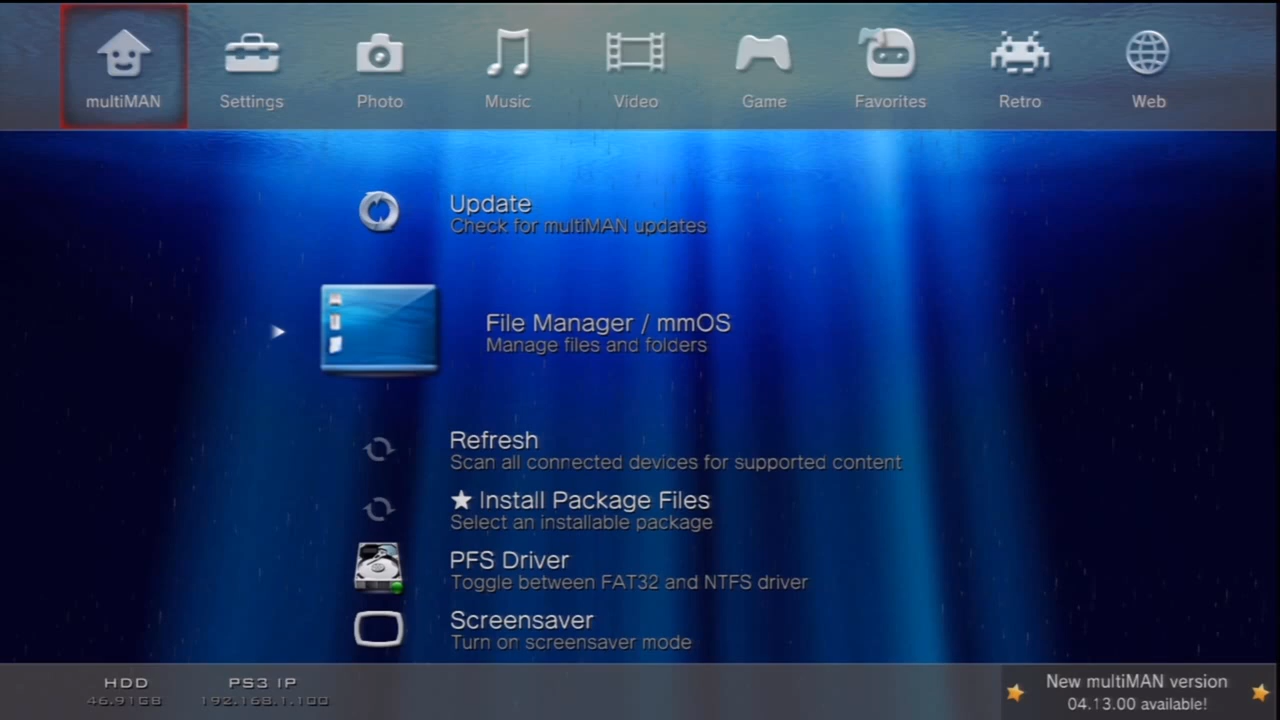 multiMAN
Settings
Photo
Music
Video
Game
Favorites
Retro
Web
Update
Check for multiMAN updates
File Manager / mmOS
Manage files and folders
Refresh
Scan all connected devices for supported content
★ Install Package Files
Select an installable package
PFS Driver
Toggle between FAT32 and NTFS driver
Screensaver
Turn on screensaver mode
HDD
46.91GB
PS3 IP
192.168.1.100
New multiMAN version
04.13.00 available!